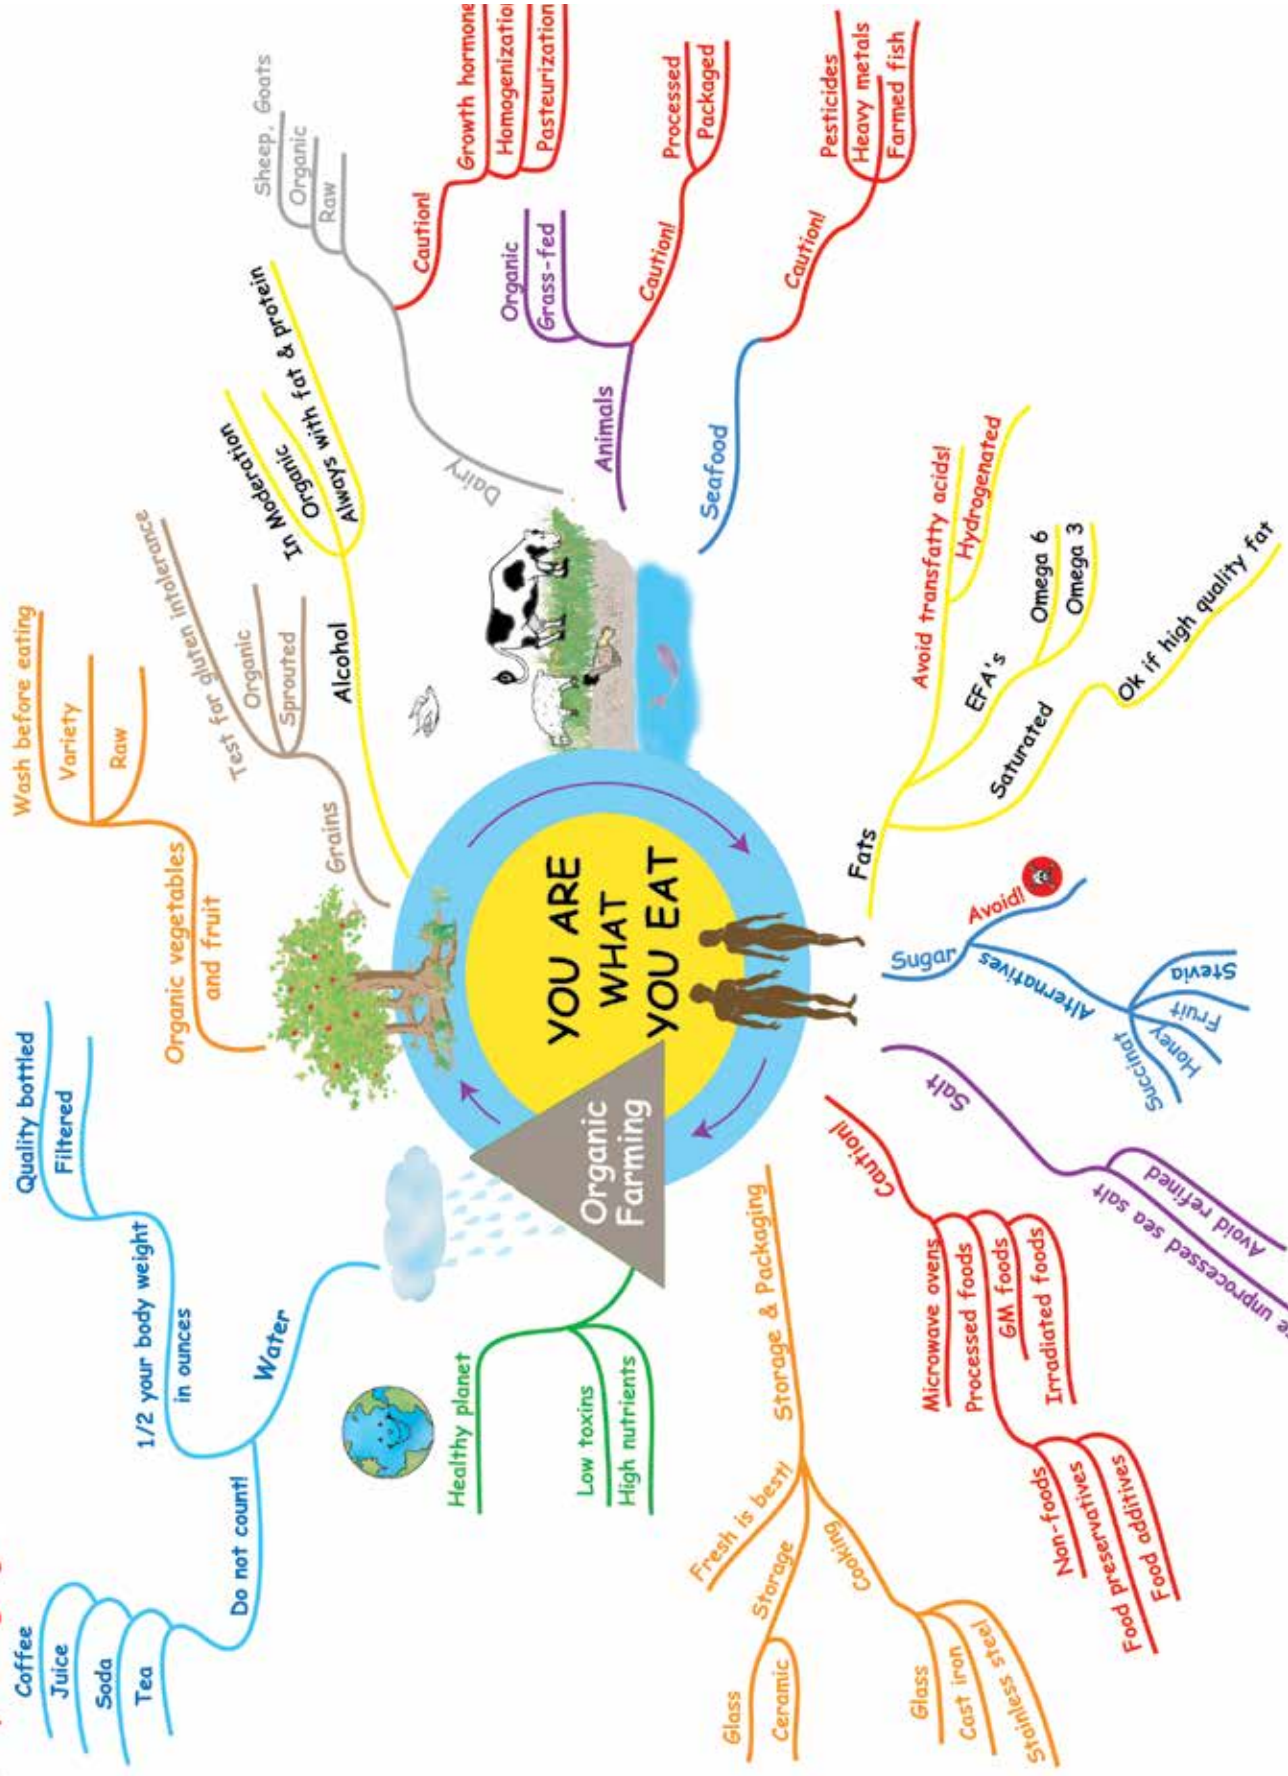 YOU ARE
WHAT
YOU EAT
Organic
Farming
Healthy planet
Low toxins
High nutrients
Water
1/2 your body weight
in ounces
Quality bottled
Filtered
Do not count!
Coffee
Juice
Soda
Tea
Organic vegetables
and fruit
Wash before eating
Variety
Raw
Grains
Test for gluten intolerance
Organic
Sprouted
Alcohol
In Moderation
Organic
Always with fat & protein
Dairy
Sheep, Goats
Organic
Raw
Caution!
Growth hormone
Homogenizatio
Pasteurization
Animals
Organic
Grass-fed
Caution!
Processed
Packaged
Seafood
Caution!
Pesticides
Heavy metals
Farmed fish
Fats
Avoid transfatty acids!
Hydrogenated
EFA's
Omega 6
Omega 3
Saturated
Ok if high quality fat
Sugar
Avoid!
Alternatives
Stevia
Fruit
Honey
Succinat
Salt
Avoid refined
unprocessed sea salt
Caution!
Microwave ovens
Processed foods
GM foods
Irradiated foods
Non-foods
Food preservatives
Food additives
Storage & Packaging
Fresh is best!
Storage
Glass
Ceramic
Cooking
Glass
Cast iron
Stainless steel